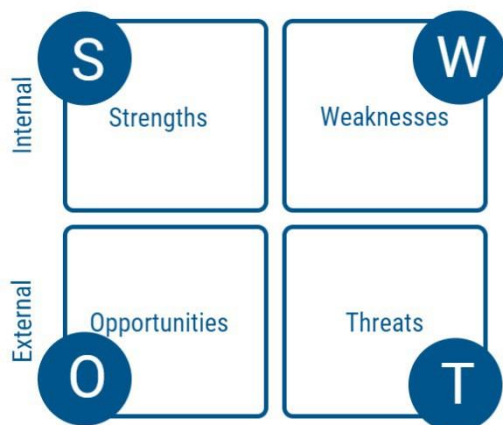 S
W
Internal
Strengths
Weaknesses
External
Opportunities
Threats
O
T